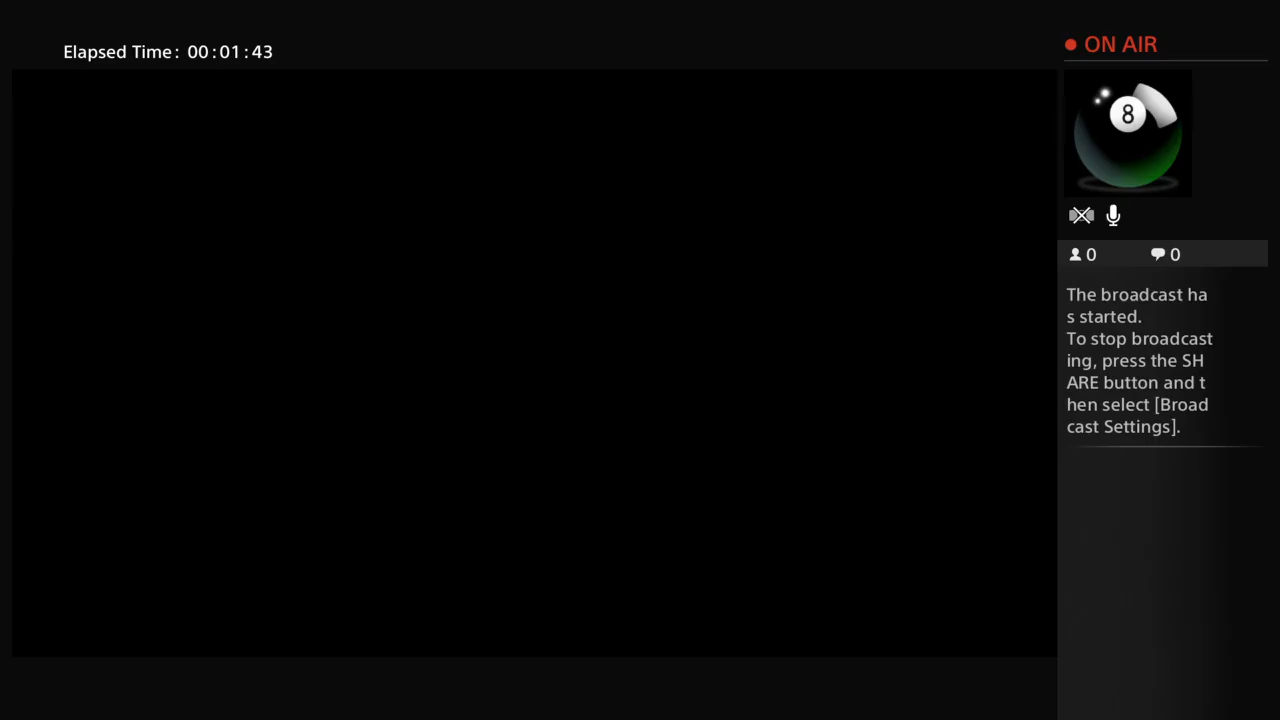 Elapsed Time: 00:01:43
ON AIR
8
0 0
The broadcast ha
s started.
To stop broadcast
ing, press the SH
ARE button and t
hen select [Broad
cast Settings].